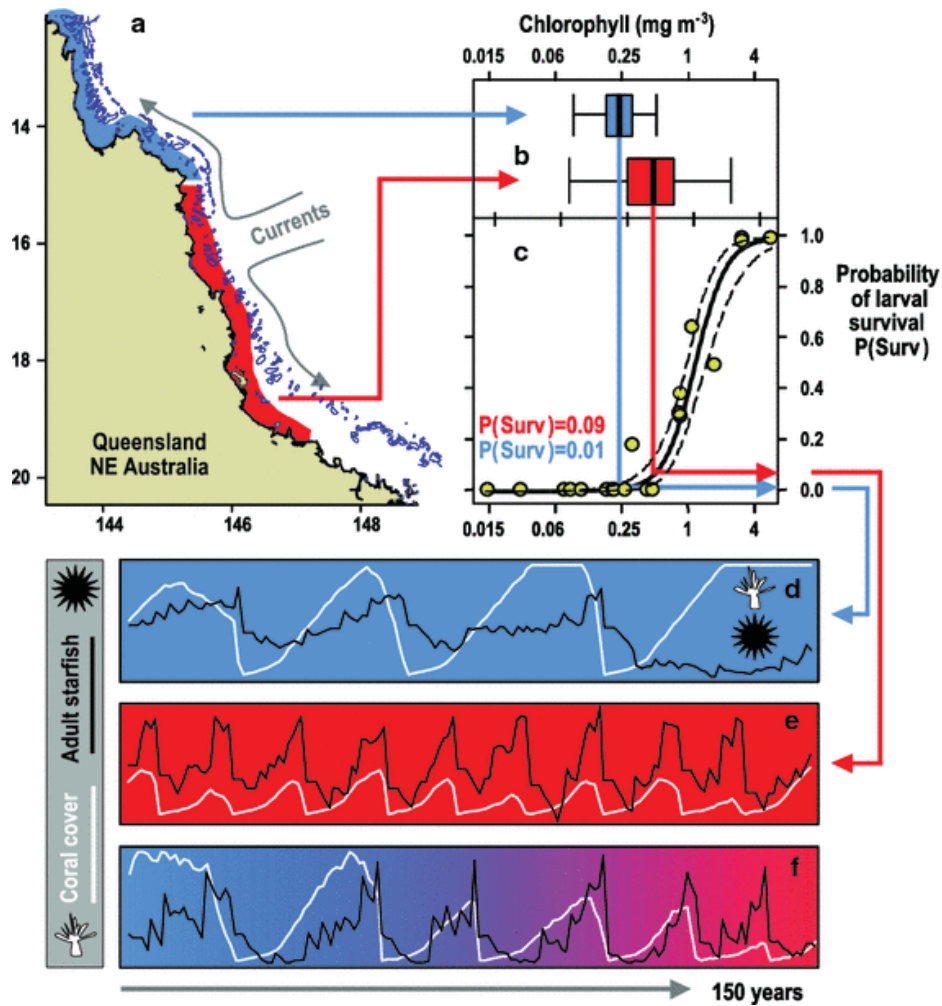 a
Chlorophyll (mg m⁻³)
0.015 0.06 0.25 1 4
14
16
18
20
Currents
Queensland
NE Australia
144 146 148
b
c
1.0
0.8
0.6
0.4
0.2
0.0
Probability
of larval
survival
P(Surv)
P(Surv)=0.09
P(Surv)=0.01
0.015 0.06 0.25 1 4
Coral cover
Adult starfish
d
e
f
150 years